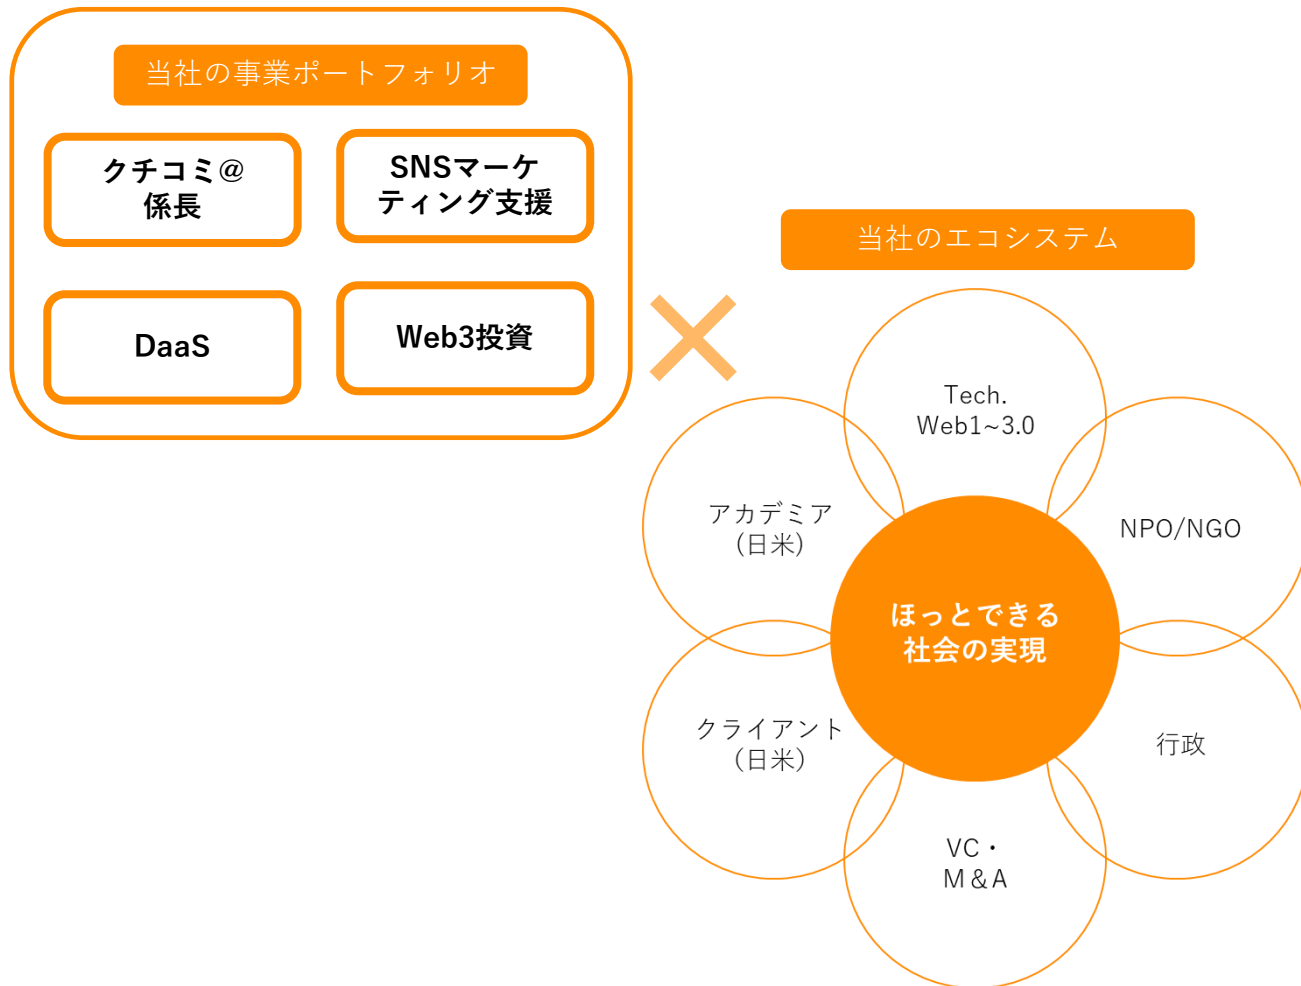 当社の事業ポートフォリオ
クチコミ@
係長
SNSマーケ
ティング支援
DaaS
Web3投資
当社のエコシステム
Tech.
Web1~3.0
アカデミア
(日米)
NPO/NGO
ほっとできる
社会の実現
クライアント
(日米)
行政
VC・
M＆A